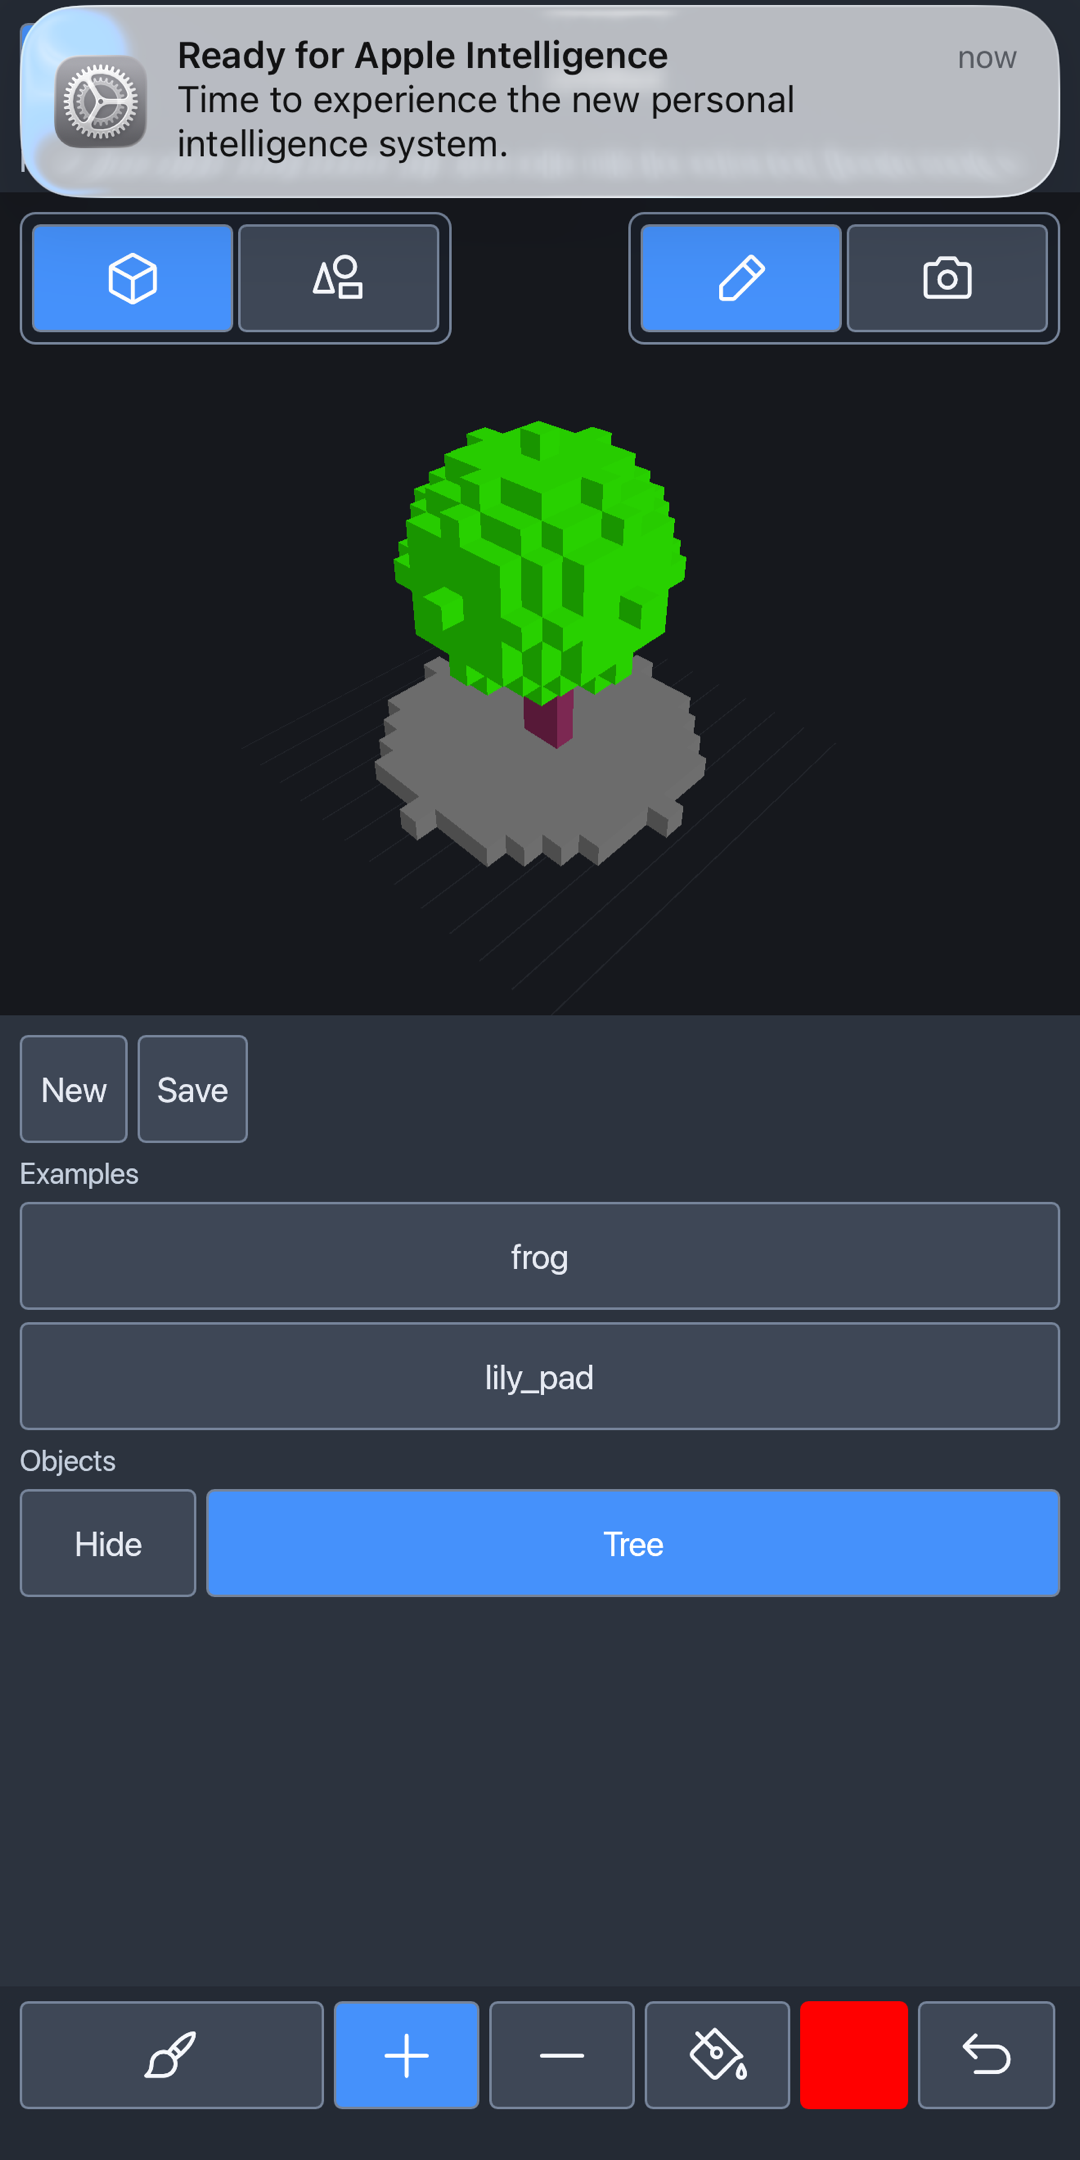 Ready for Apple Intelligence
now
Time to experience the new personal
intelligence system.
New
Save
Examples
frog
lily_pad
Objects
Hide
Tree